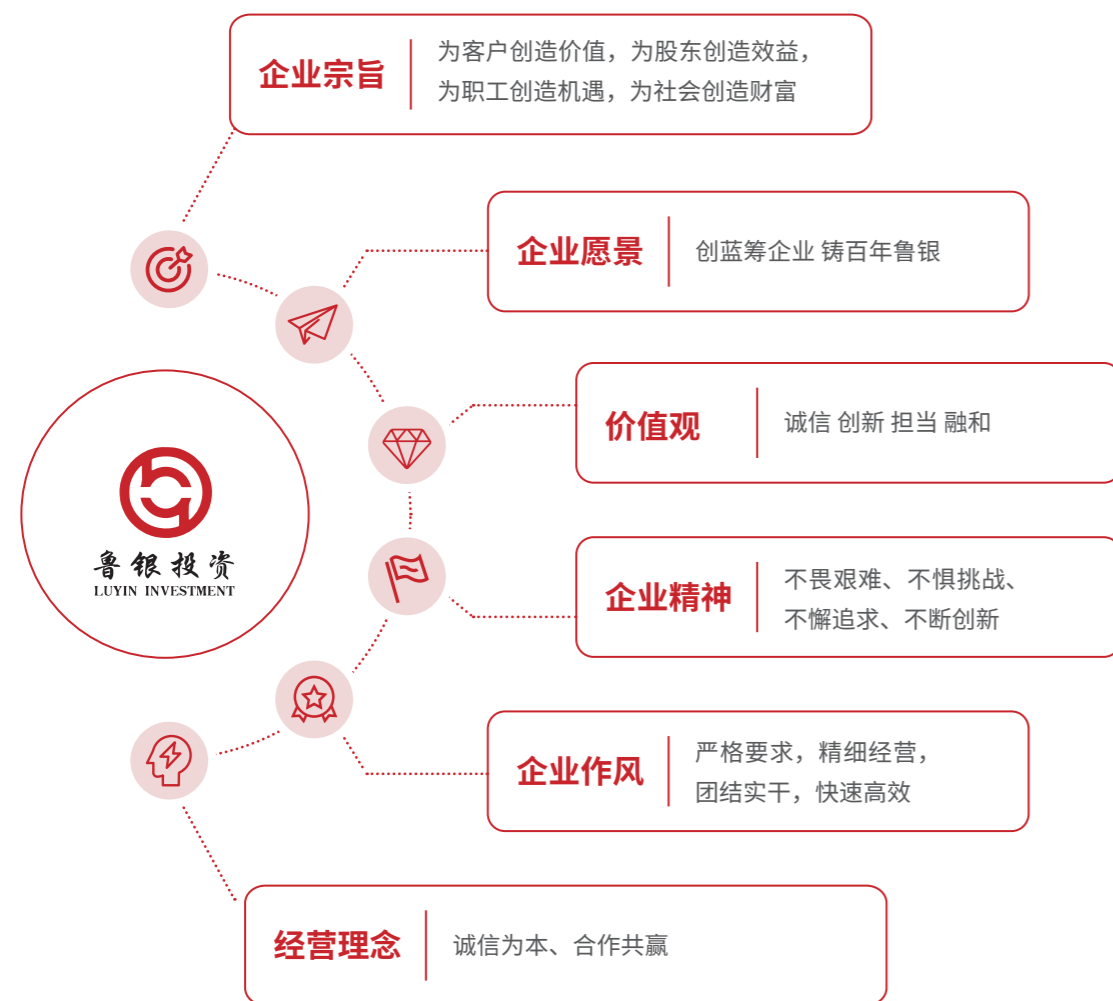 企业宗旨
为客户创造价值，为股东创造效益，
为职工创造机遇，为社会创造财富
企业愿景
创蓝筹企业 铸百年鲁银
价值观
诚信 创新 担当 融和
鲁银投资
LUYIN INVESTMENT
企业精神
不畏艰难、不惧挑战、
不懈追求、不断创新
企业作风
严格要求，精细经营，
团结实干，快速高效
经营理念
诚信为本、合作共赢